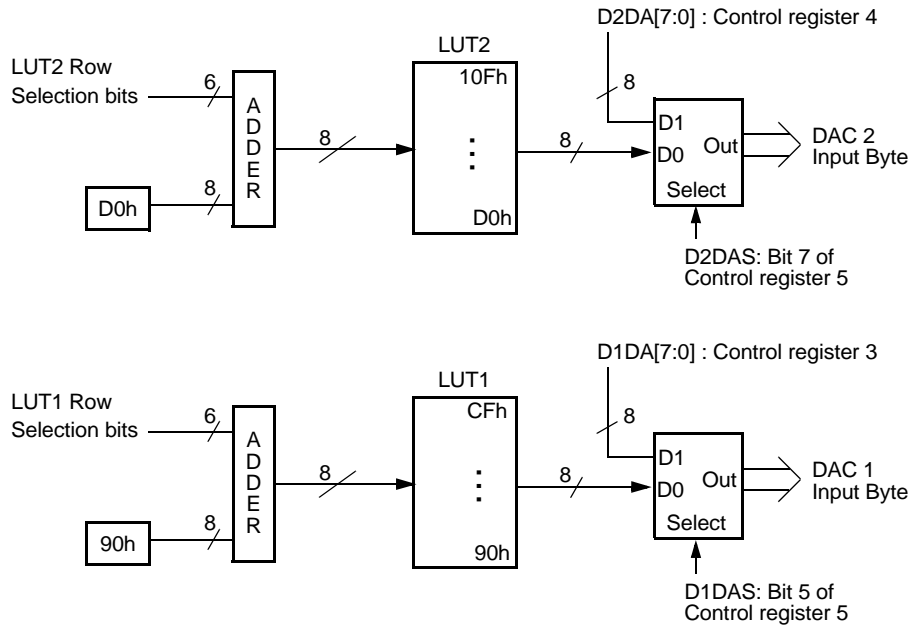 D2DA[7:0] : Control register 4
LUT2
LUT2 Row
Selection bits
6
A
D
D
E
R
8
D0h
8
10Fh
⋮
D0h
8
8
D1
D0
Out
Select
DAC 2
Input Byte
D2DAS: Bit 7 of
Control register 5
D1DA[7:0] : Control register 3
LUT1
LUT1 Row
Selection bits
6
A
D
D
E
R
8
90h
8
CFh
⋮
90h
8
8
D1
D0
Out
Select
DAC 1
Input Byte
D1DAS: Bit 5 of
Control register 5